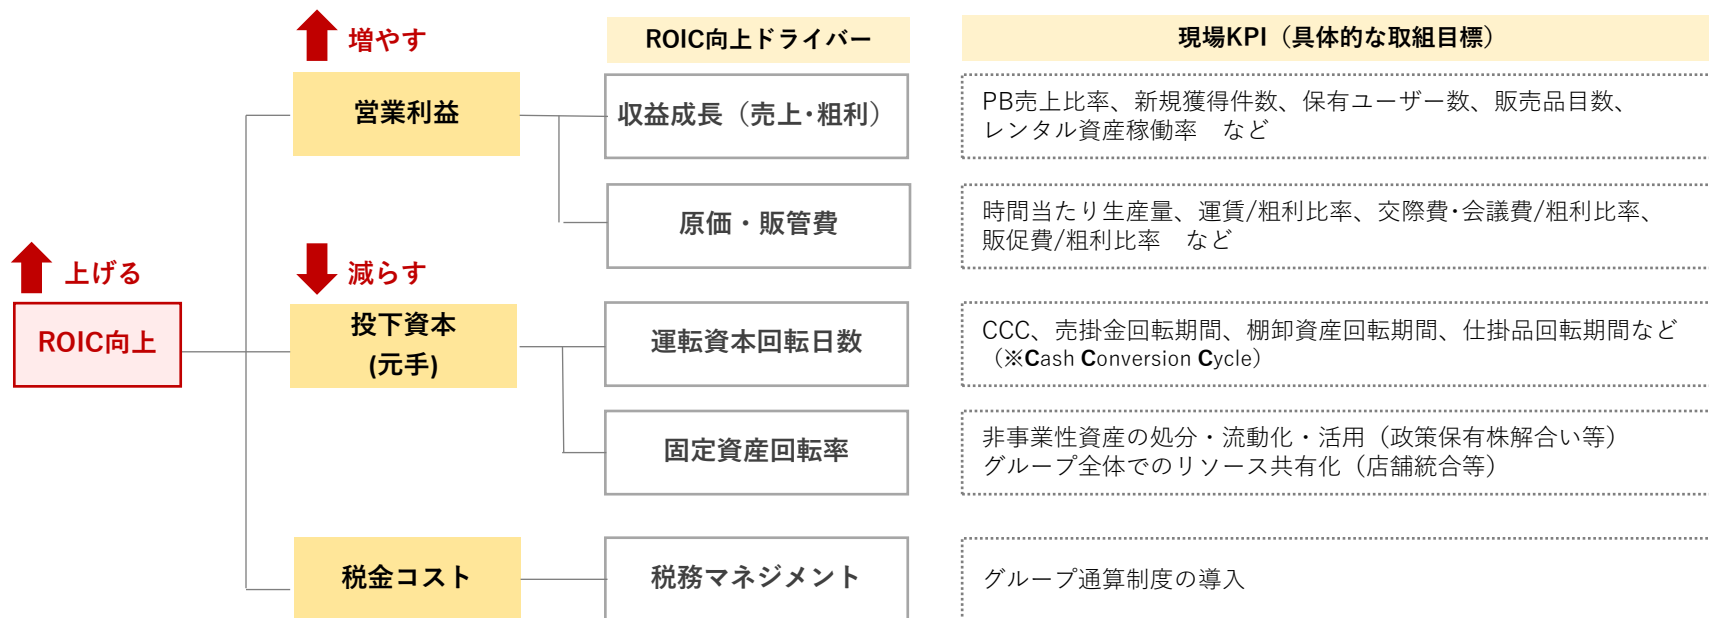 増やす
ROIC向上ドライバー
現場KPI（具体的な取組目標）
営業利益
収益成長（売上･粗利）
PB売上比率、新規獲得件数、保有ユーザー数、販売品目数、
レンタル資産稼働率　など
原価・販管費
時間当たり生産量、運賃/粗利比率、交際費･会議費/粗利比率、
販促費/粗利比率　など
上げる
減らす
ROIC向上
投下資本
(元手)
運転資本回転日数
CCC、売掛金回転期間、棚卸資産回転期間、仕掛品回転期間など
（※Cash Conversion Cycle）
固定資産回転率
非事業性資産の処分・流動化・活用（政策保有株解合い等）
グループ全体でのリソース共有化（店舗統合等）
税金コスト
税務マネジメント
グループ通算制度の導入